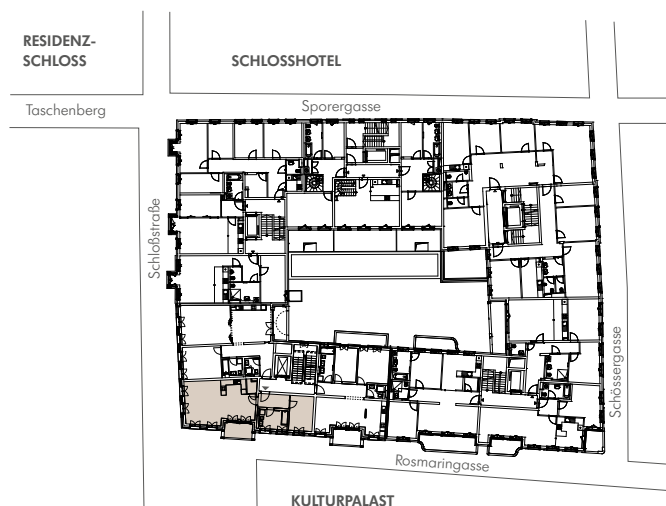 RESIDENZ-
SCHLOSS
SCHLOSSHOTEL
Taschenberg
Sporergasse
Schloßstraße
Schössergasse
Rosmaringasse
KULTURPALAST